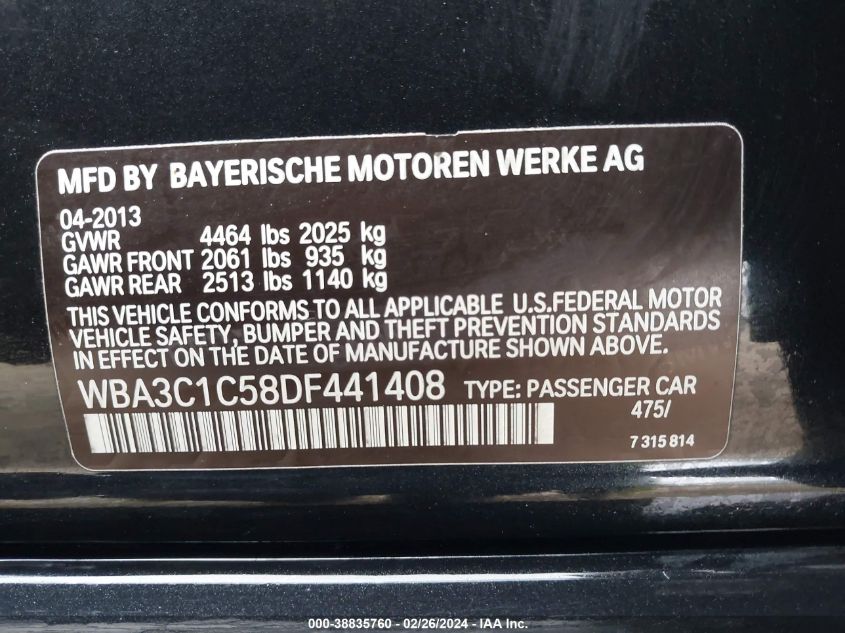 MFD BY BAYERISCHE MOTOREN WERKE AG
04-2013
GVWR 4464 lbs 2025 kg
GAWR FRONT 2061 lbs 935 kg
GAWR REAR 2513 lbs 1140 kg
THIS VEHICLE CONFORMS TO ALL APPLICABLE U.S.FEDERAL MOTOR
VEHICLE SAFETY, BUMPER AND THEFT PREVENTION STANDARDS
IN EFFECT ON THE DATE OF MANUFACTURE SHOWN ABOVE.
WBA3C1C58DF441408 TYPE: PASSENGER CAR
475/
7 315 814
000-38835760 - 02/26/2024 - IAA Inc.